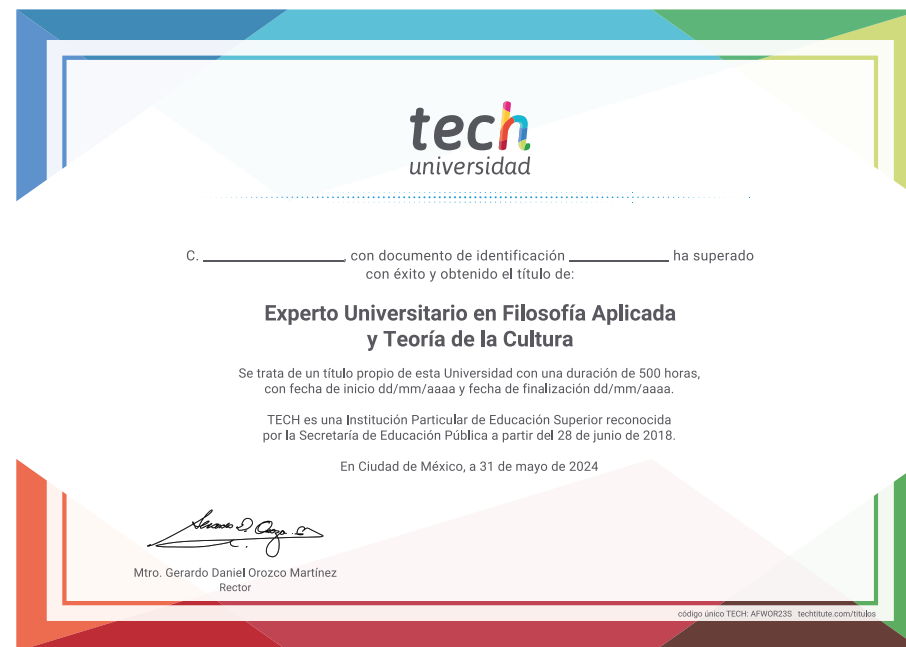 tech
universidad
C. ____________, con documento de identificación ____________ ha superado
con éxito y obtenido el título de:
Experto Universitario en Filosofía Aplicada
y Teoría de la Cultura
Se trata de un título propio de esta Universidad con una duración de 500 horas,
con fecha de inicio dd/mm/aaaa y fecha de finalización dd/mm/aaaa.
TECH es una Institución Particular de Educación Superior reconocida
por la Secretaría de Educación Pública a partir del 28 de junio de 2018.
En Ciudad de México, a 31 de mayo de 2024
Mtro. Gerardo Daniel Orozco Martínez
Rector
código único TECH: AFWOR23S techtitute.com/titulos